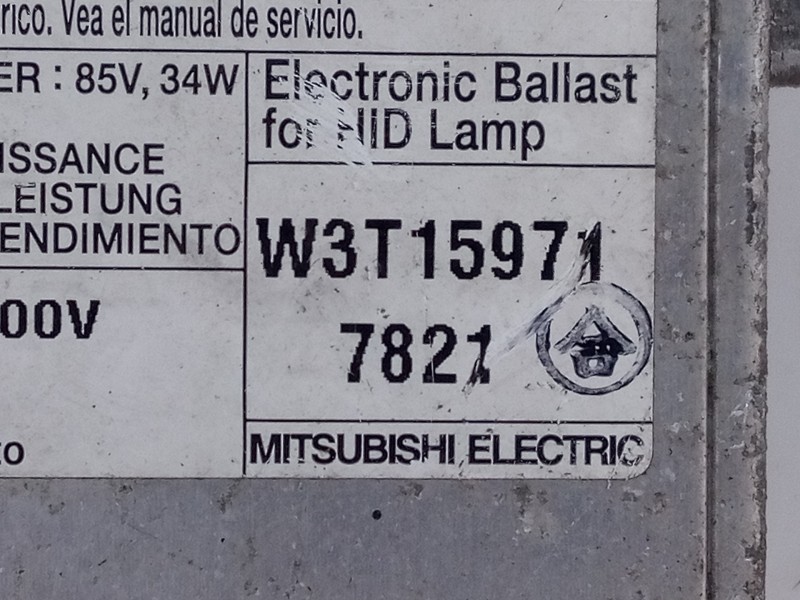 rico. Vea el manual de servicio.
ER : 85V, 34W
Electronic Ballast
for HID Lamp
ISSANCE
LEISTUNG
ENDIMIENTO
W3T15971
00V
7821
to
MITSUBISHI ELECTRIC